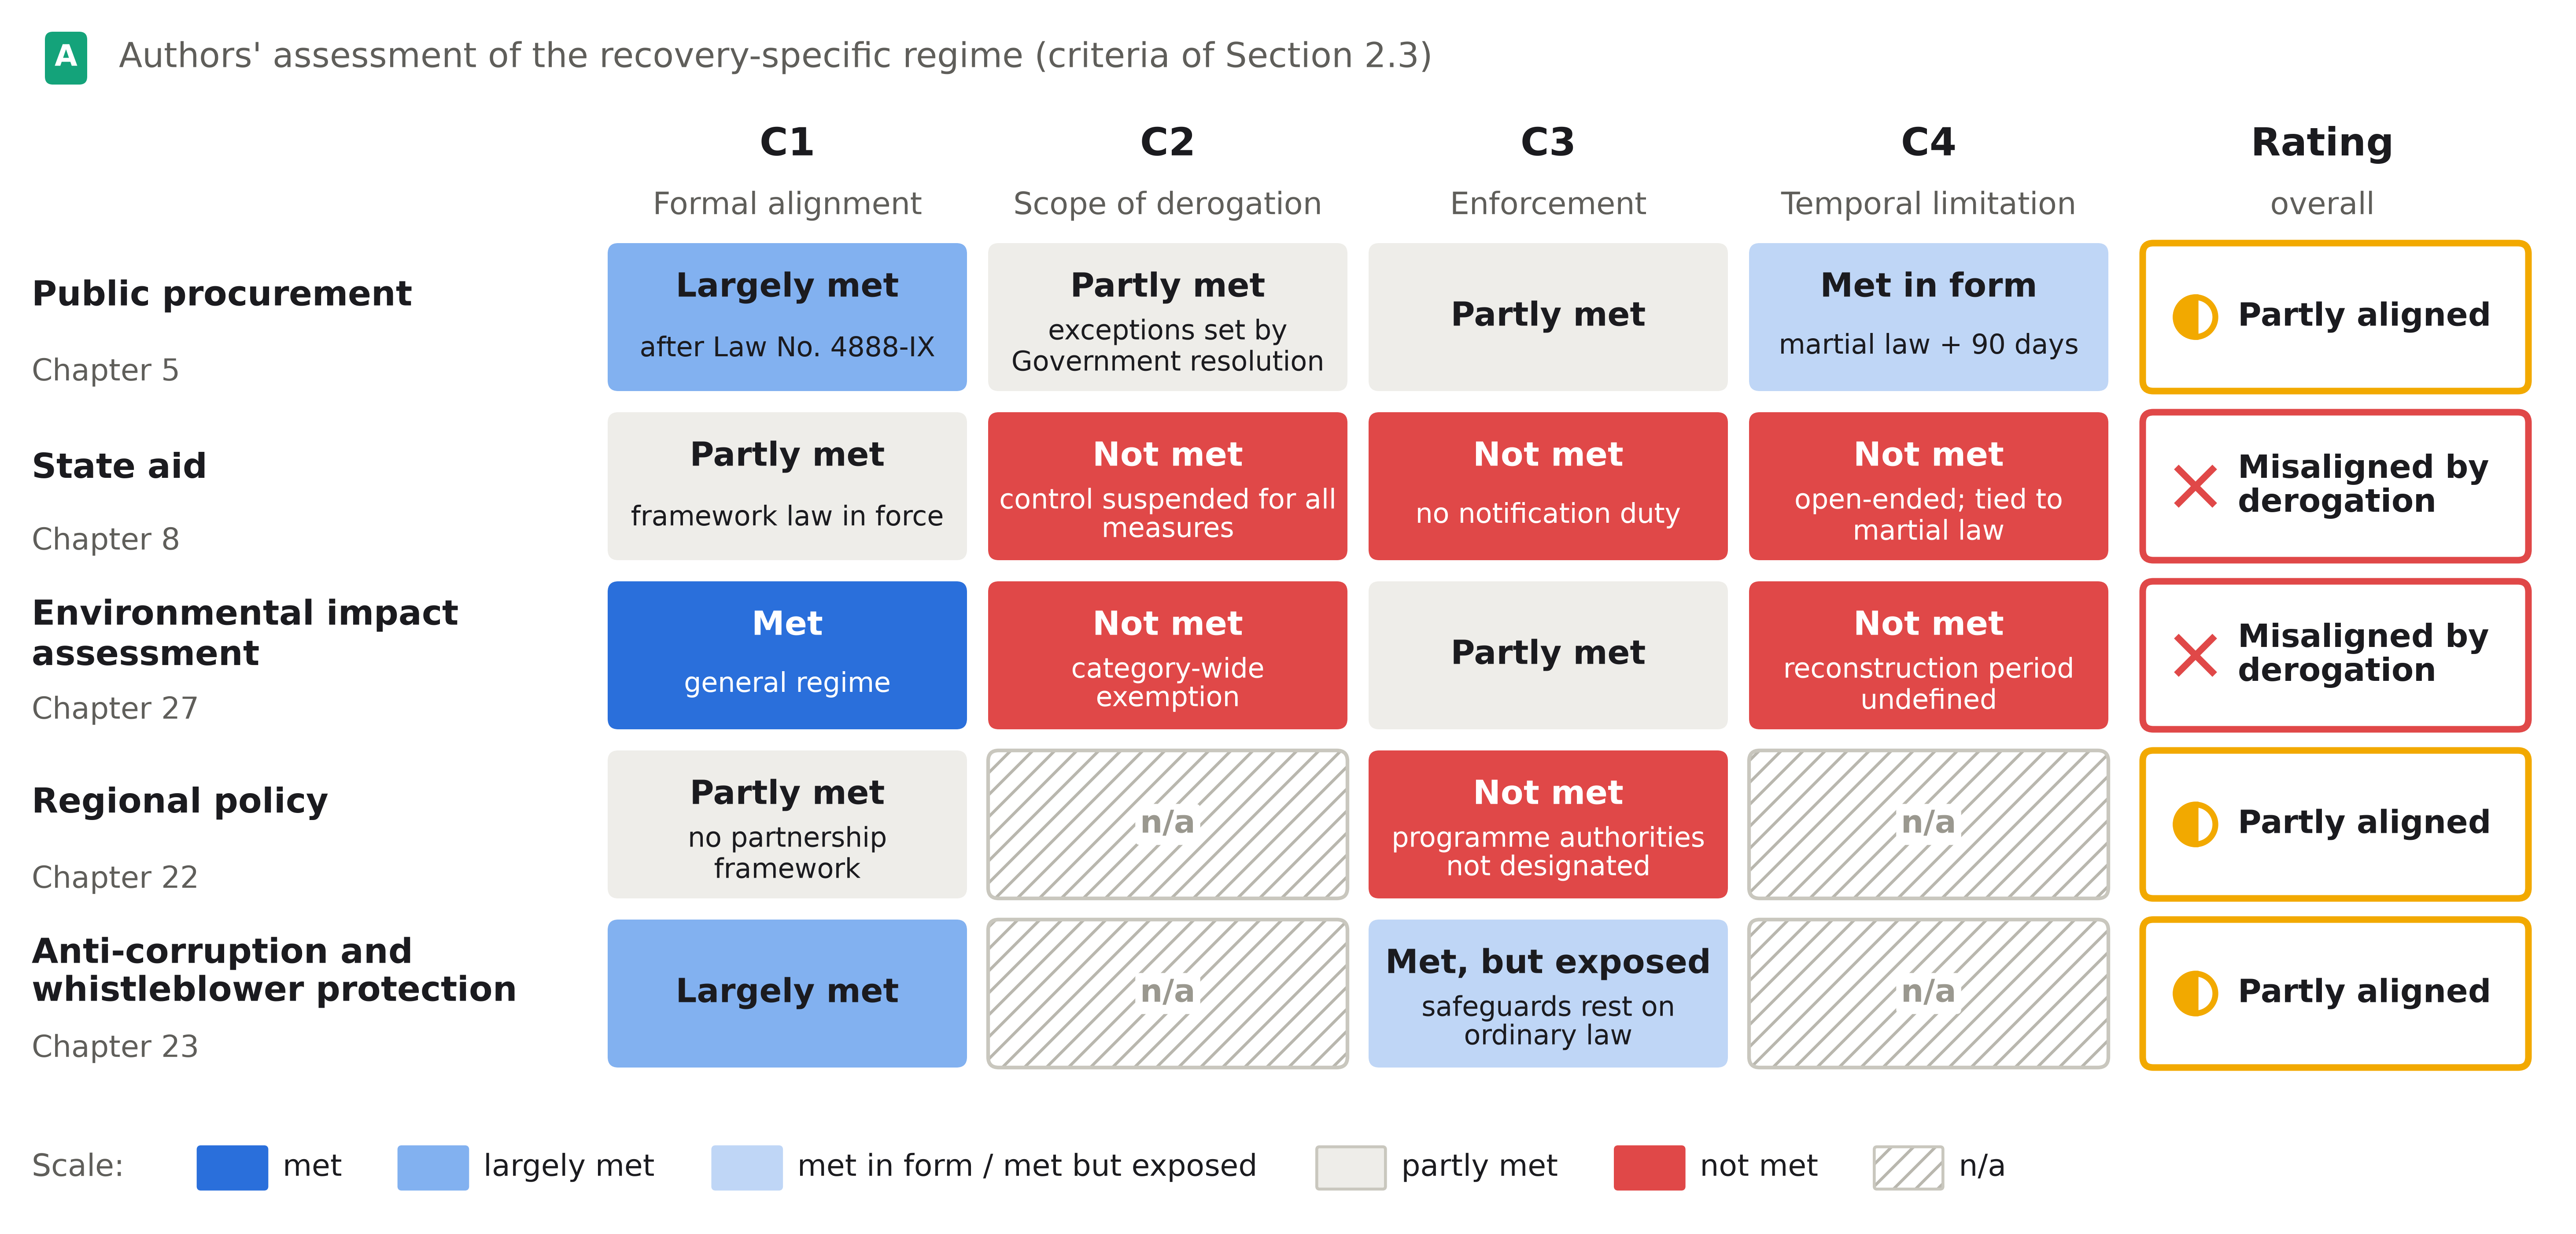 A
Authors' assessment of the recovery-specific regime (criteria of Section 2.3)
C1
C2
C3
C4
Rating
Formal alignment
Scope of derogation
Enforcement
Temporal limitation
overall
Public procurement
Chapter 5
Largely met
after Law No. 4888-IX
Partly met
exceptions set by
Government resolution
Partly met
Met in form
martial law + 90 days
Partly aligned
State aid
Chapter 8
Partly met
framework law in force
Not met
control suspended for all
measures
Not met
no notification duty
Not met
open-ended; tied to
martial law
Misaligned by
derogation
Environmental impact
assessment
Chapter 27
Met
general regime
Not met
category-wide
exemption
Partly met
Not met
reconstruction period
undefined
Misaligned by
derogation
Regional policy
Chapter 22
Partly met
no partnership
framework
n/a
Not met
programme authorities
not designated
n/a
Partly aligned
Anti-corruption and
whistleblower protection
Chapter 23
Largely met
n/a
Met, but exposed
safeguards rest on
ordinary law
n/a
Partly aligned
Scale:
met
largely met
met in form / met but exposed
partly met
not met
n/a